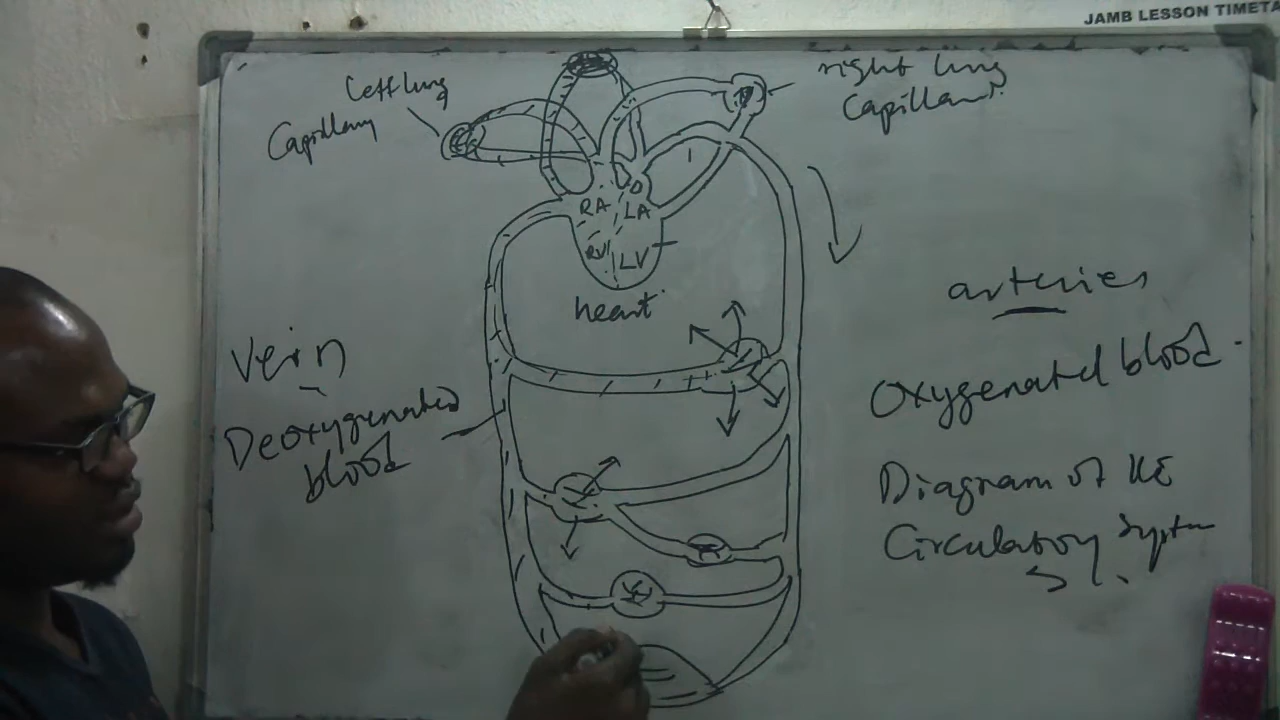 JAMB LESSON TIMETA
Left lung
Capillary
right lung
Capillary
RA
LA
RV
LV
heart
Vein
Deoxygenated
blood
arteries
Oxygenated blood
Diagram of the
Circulatory System